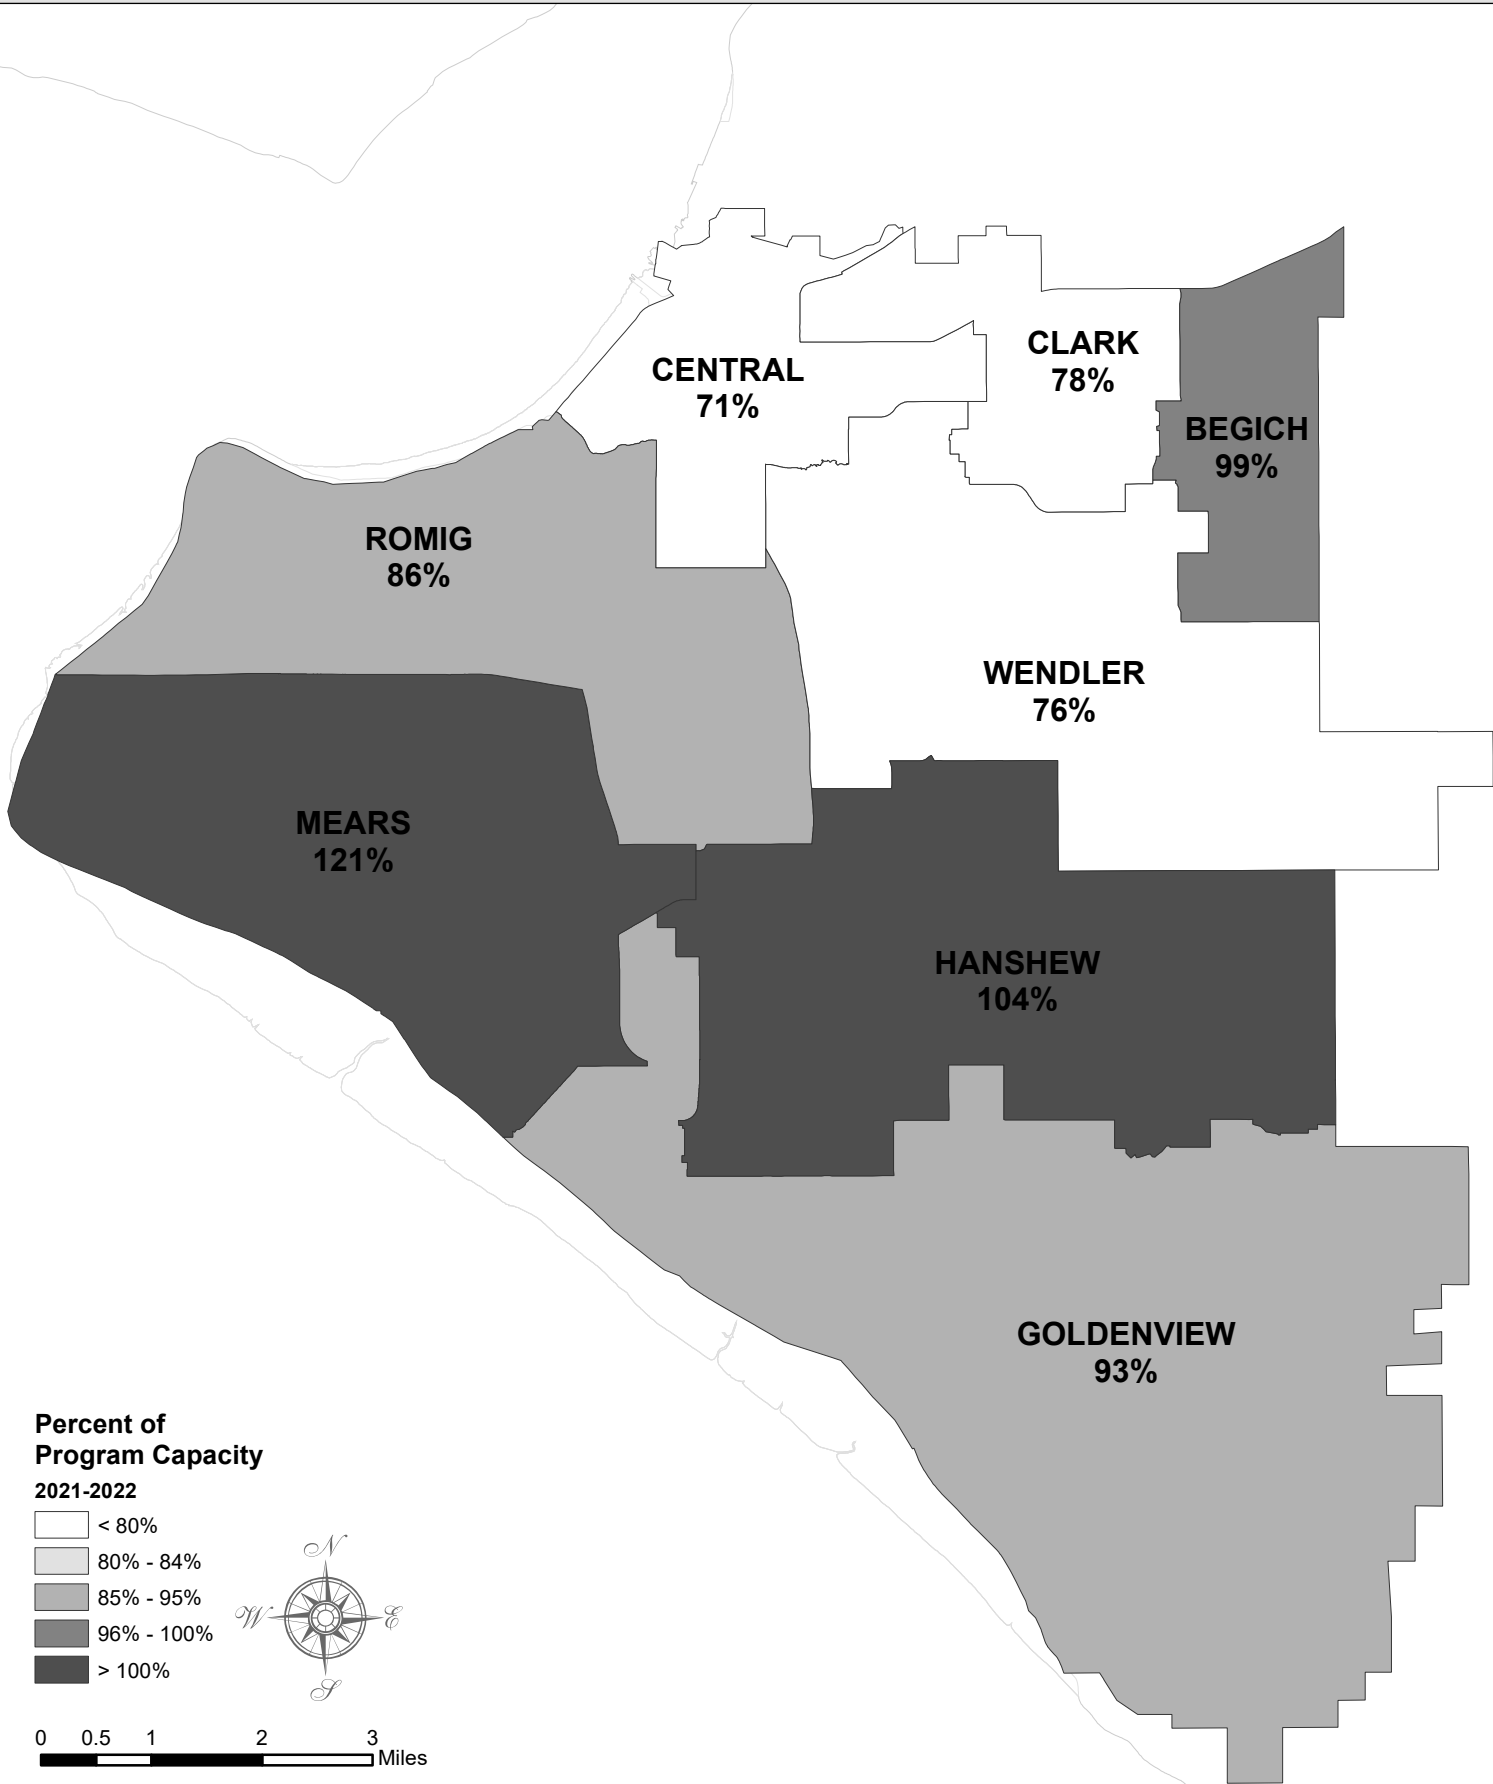 CENTRAL
71%
CLARK
78%
BEGICH
99%
ROMIG
86%
WENDLER
76%
MEARS
121%
HANSHEW
104%
GOLDENVIEW
93%
Percent of
Program Capacity
2021-2022
< 80%
80% - 84%
85% - 95%
96% - 100%
> 100%
N
W
E
S
0 0.5 1 2 3
Miles